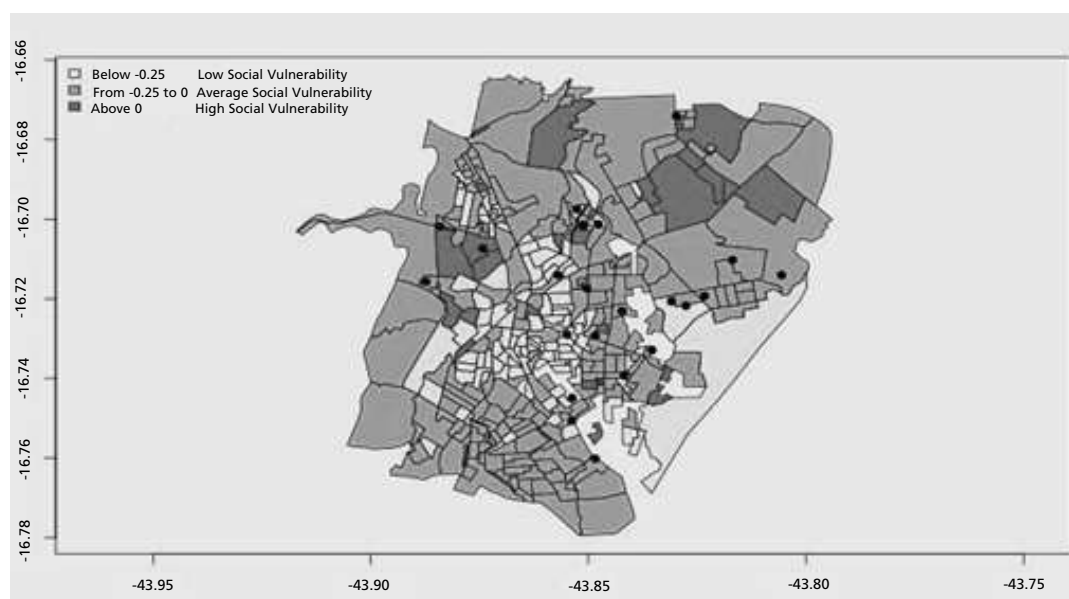 Below -0.25 Low Social Vulnerability
From -0.25 to 0 Average Social Vulnerability
Above 0 High Social Vulnerability
-16.66
-16.68
-16.70
-16.72
-16.74
-16.76
-16.78
-43.95 -43.90 -43.85 -43.80 -43.75